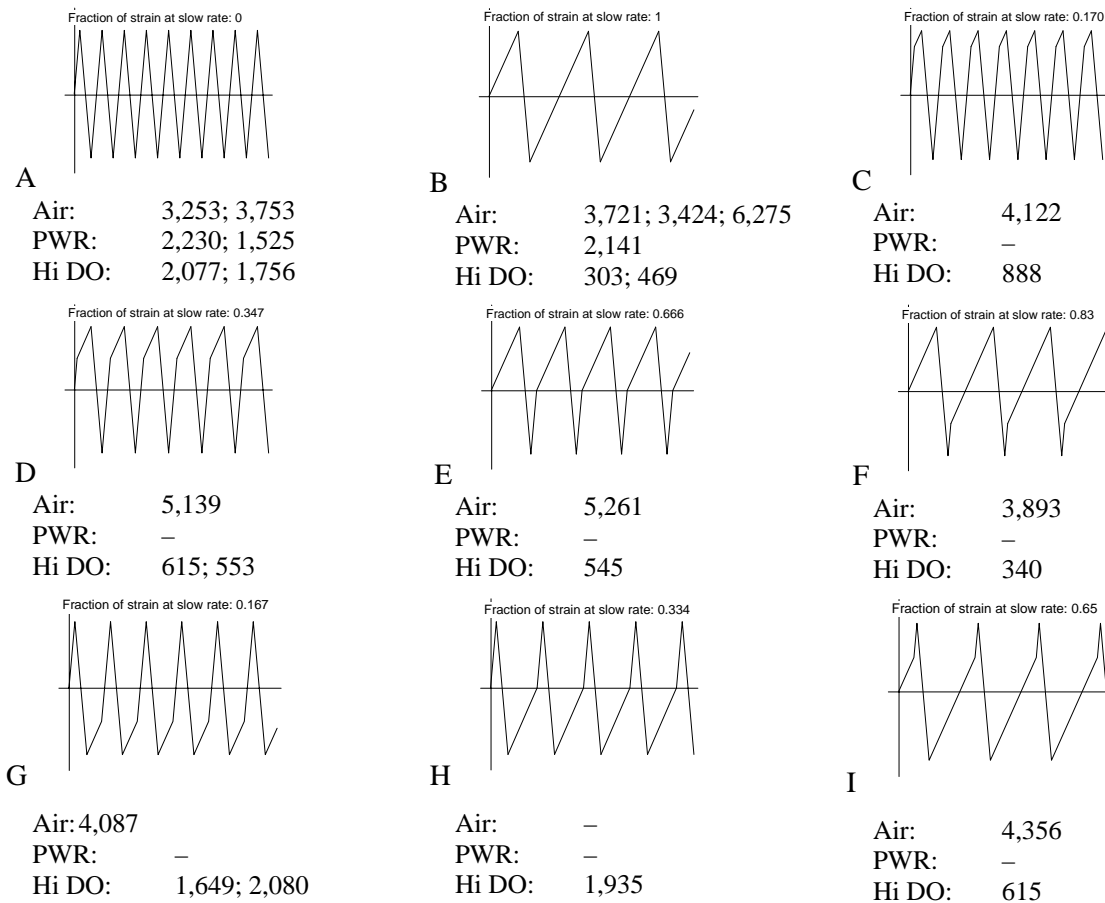 Fraction of strain at slow rate: 0
A
Air: 3,253; 3,753
PWR: 2,230; 1,525
Hi DO: 2,077; 1,756
Fraction of strain at slow rate: 1
B
Air: 3,721; 3,424; 6,275
PWR: 2,141
Hi DO: 303; 469
Fraction of strain at slow rate: 0.170
C
Air: 4,122
PWR: –
Hi DO: 888
Fraction of strain at slow rate: 0.347
D
Air: 5,139
PWR: –
Hi DO: 615; 553
Fraction of strain at slow rate: 0.666
E
Air: 5,261
PWR: –
Hi DO: 545
Fraction of strain at slow rate: 0.83
F
Air: 3,893
PWR: –
Hi DO: 340
Fraction of strain at slow rate: 0.167
G
Air: 4,087
PWR: –
Hi DO: 1,649; 2,080
Fraction of strain at slow rate: 0.334
H
Air: –
PWR: –
Hi DO: 1,935
Fraction of strain at slow rate: 0.65
I
Air: 4,356
PWR: –
Hi DO: 615